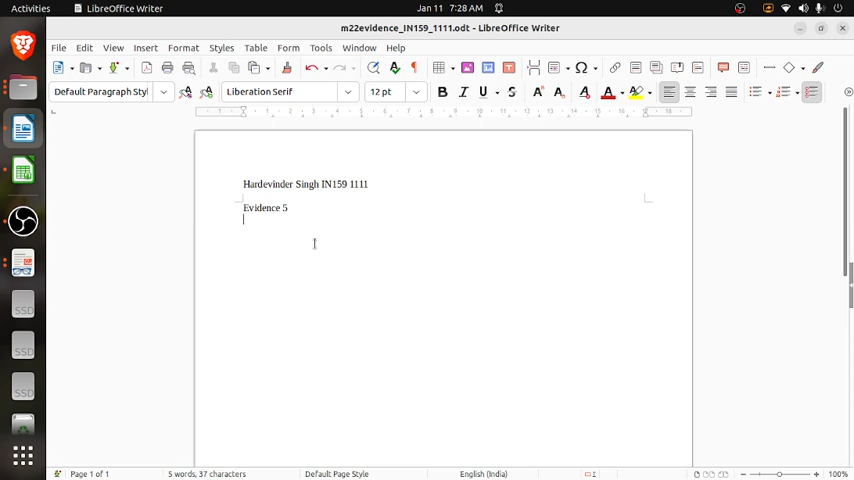 Activities LibreOffice Writer Jan 11 7:28 AM
m22evidence_IN159_1111.odt - LibreOffice Writer
File Edit View Insert Format Styles Table Form Tools Window Help
Default Paragraph Styl Liberation Serif 12 pt
Hardevinder Singh IN159 1111
Evidence 5
Page 1 of 1 5 words, 37 characters Default Page Style English (India) 100%